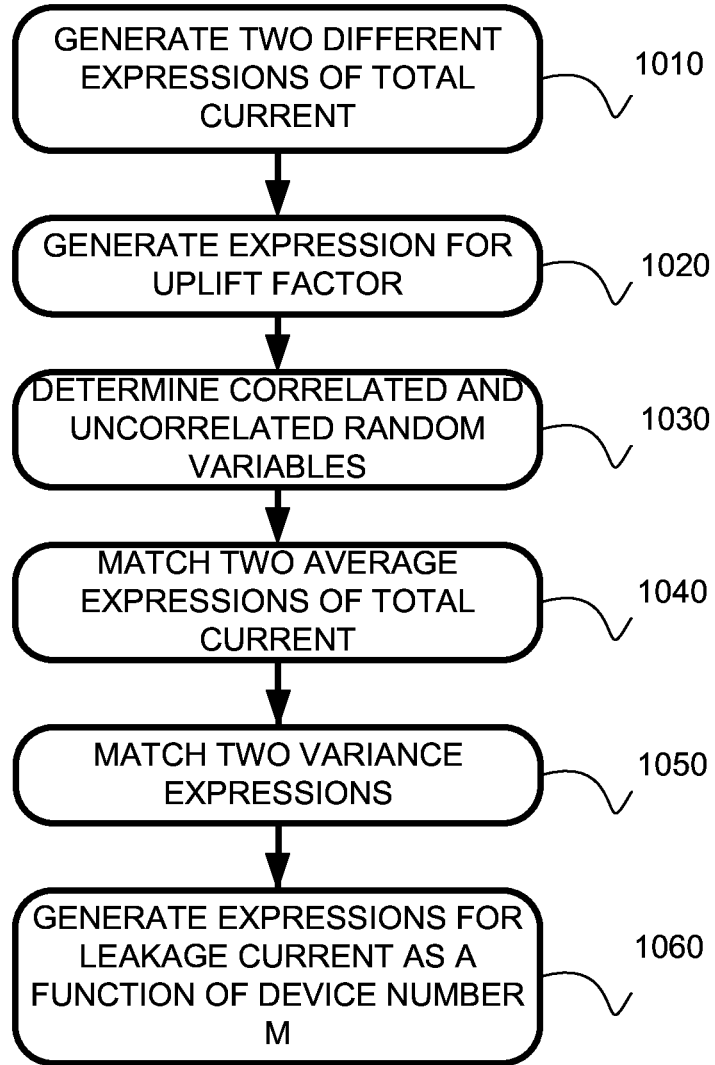 GENERATE TWO DIFFERENT
EXPRESSIONS OF TOTAL
CURRENT
1010
GENERATE EXPRESSION FOR
UPLIFT FACTOR
1020
DETERMINE CORRELATED AND
UNCORRELATED RANDOM
VARIABLES
1030
MATCH TWO AVERAGE
EXPRESSIONS OF TOTAL
CURRENT
1040
MATCH TWO VARIANCE
EXPRESSIONS
1050
GENERATE EXPRESSIONS FOR
LEAKAGE CURRENT AS A
FUNCTION OF DEVICE NUMBER
M
1060